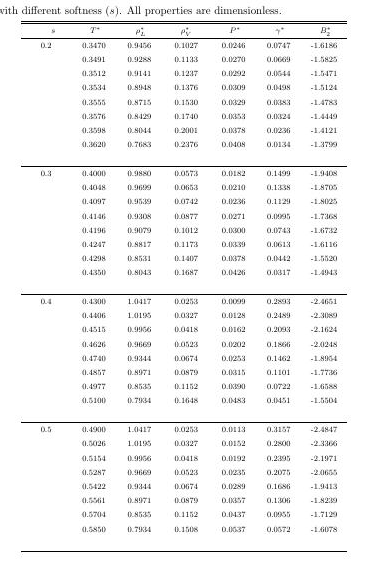 with different softness (s). All properties are dimensionless.
s T* ρ*L ρ*V P* γ* B*2
0.2 0.3470 0.9456 0.1027 0.0246 0.0747 -1.6186
0.3491 0.9288 0.1133 0.0270 0.0669 -1.5825
0.3512 0.9141 0.1237 0.0292 0.0544 -1.5471
0.3534 0.8948 0.1376 0.0309 0.0498 -1.5124
0.3555 0.8715 0.1530 0.0329 0.0383 -1.4783
0.3576 0.8429 0.1740 0.0353 0.0324 -1.4449
0.3598 0.8044 0.2001 0.0378 0.0236 -1.4121
0.3620 0.7683 0.2376 0.0408 0.0134 -1.3799
0.3 0.4000 0.9880 0.0573 0.0182 0.1499 -1.9408
0.4048 0.9699 0.0653 0.0210 0.1338 -1.8705
0.4097 0.9539 0.0742 0.0236 0.1129 -1.8025
0.4146 0.9308 0.0877 0.0271 0.0995 -1.7368
0.4196 0.9079 0.1012 0.0300 0.0743 -1.6732
0.4247 0.8817 0.1173 0.0339 0.0613 -1.6116
0.4298 0.8531 0.1407 0.0378 0.0442 -1.5520
0.4350 0.8043 0.1687 0.0426 0.0317 -1.4943
0.4 0.4300 1.0417 0.0253 0.0099 0.2893 -2.4651
0.4406 1.0195 0.0327 0.0128 0.2489 -2.3089
0.4515 0.9956 0.0418 0.0162 0.2093 -2.1624
0.4626 0.9669 0.0523 0.0202 0.1866 -2.0248
0.4740 0.9344 0.0674 0.0253 0.1462 -1.8954
0.4857 0.8971 0.0879 0.0315 0.1101 -1.7736
0.4977 0.8535 0.1152 0.0390 0.0722 -1.6588
0.5100 0.7934 0.1648 0.0483 0.0451 -1.5504
0.5 0.4900 1.0417 0.0253 0.0113 0.3157 -2.4847
0.5026 1.0195 0.0327 0.0152 0.2800 -2.3366
0.5154 0.9956 0.0418 0.0192 0.2395 -2.1971
0.5287 0.9669 0.0523 0.0235 0.2075 -2.0655
0.5422 0.9344 0.0674 0.0289 0.1686 -1.9413
0.5561 0.8971 0.0879 0.0357 0.1306 -1.8239
0.5704 0.8535 0.1152 0.0437 0.0955 -1.7129
0.5850 0.7934 0.1508 0.0537 0.0572 -1.6078